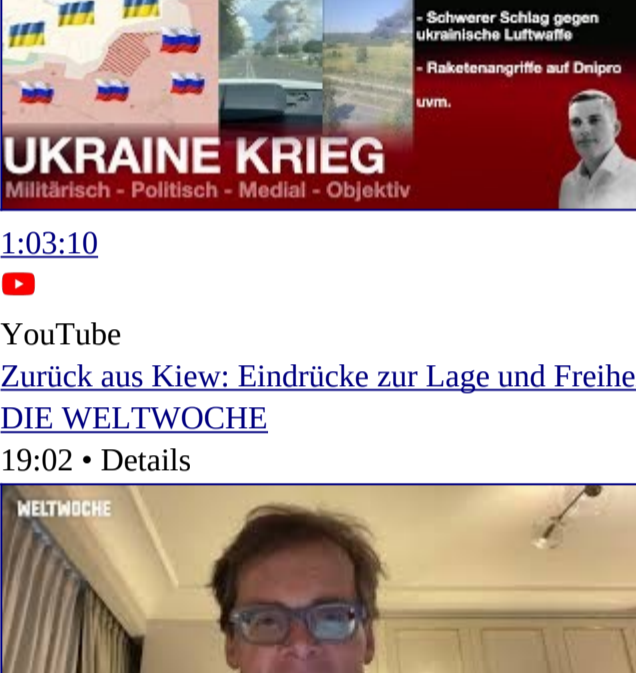 - Schwerer Schlag gegen
ukrainische Luftwaffe
- Raketenangriffe auf Dnipro
uvm.
UKRAINE KRIEG
Militärisch - Politisch - Medial - Objektiv
1:03:10
YouTube
Zurück aus Kiew: Eindrücke zur Lage und Freihe
DIE WELTWOCHE
19:02 • Details
WELTWOCHE